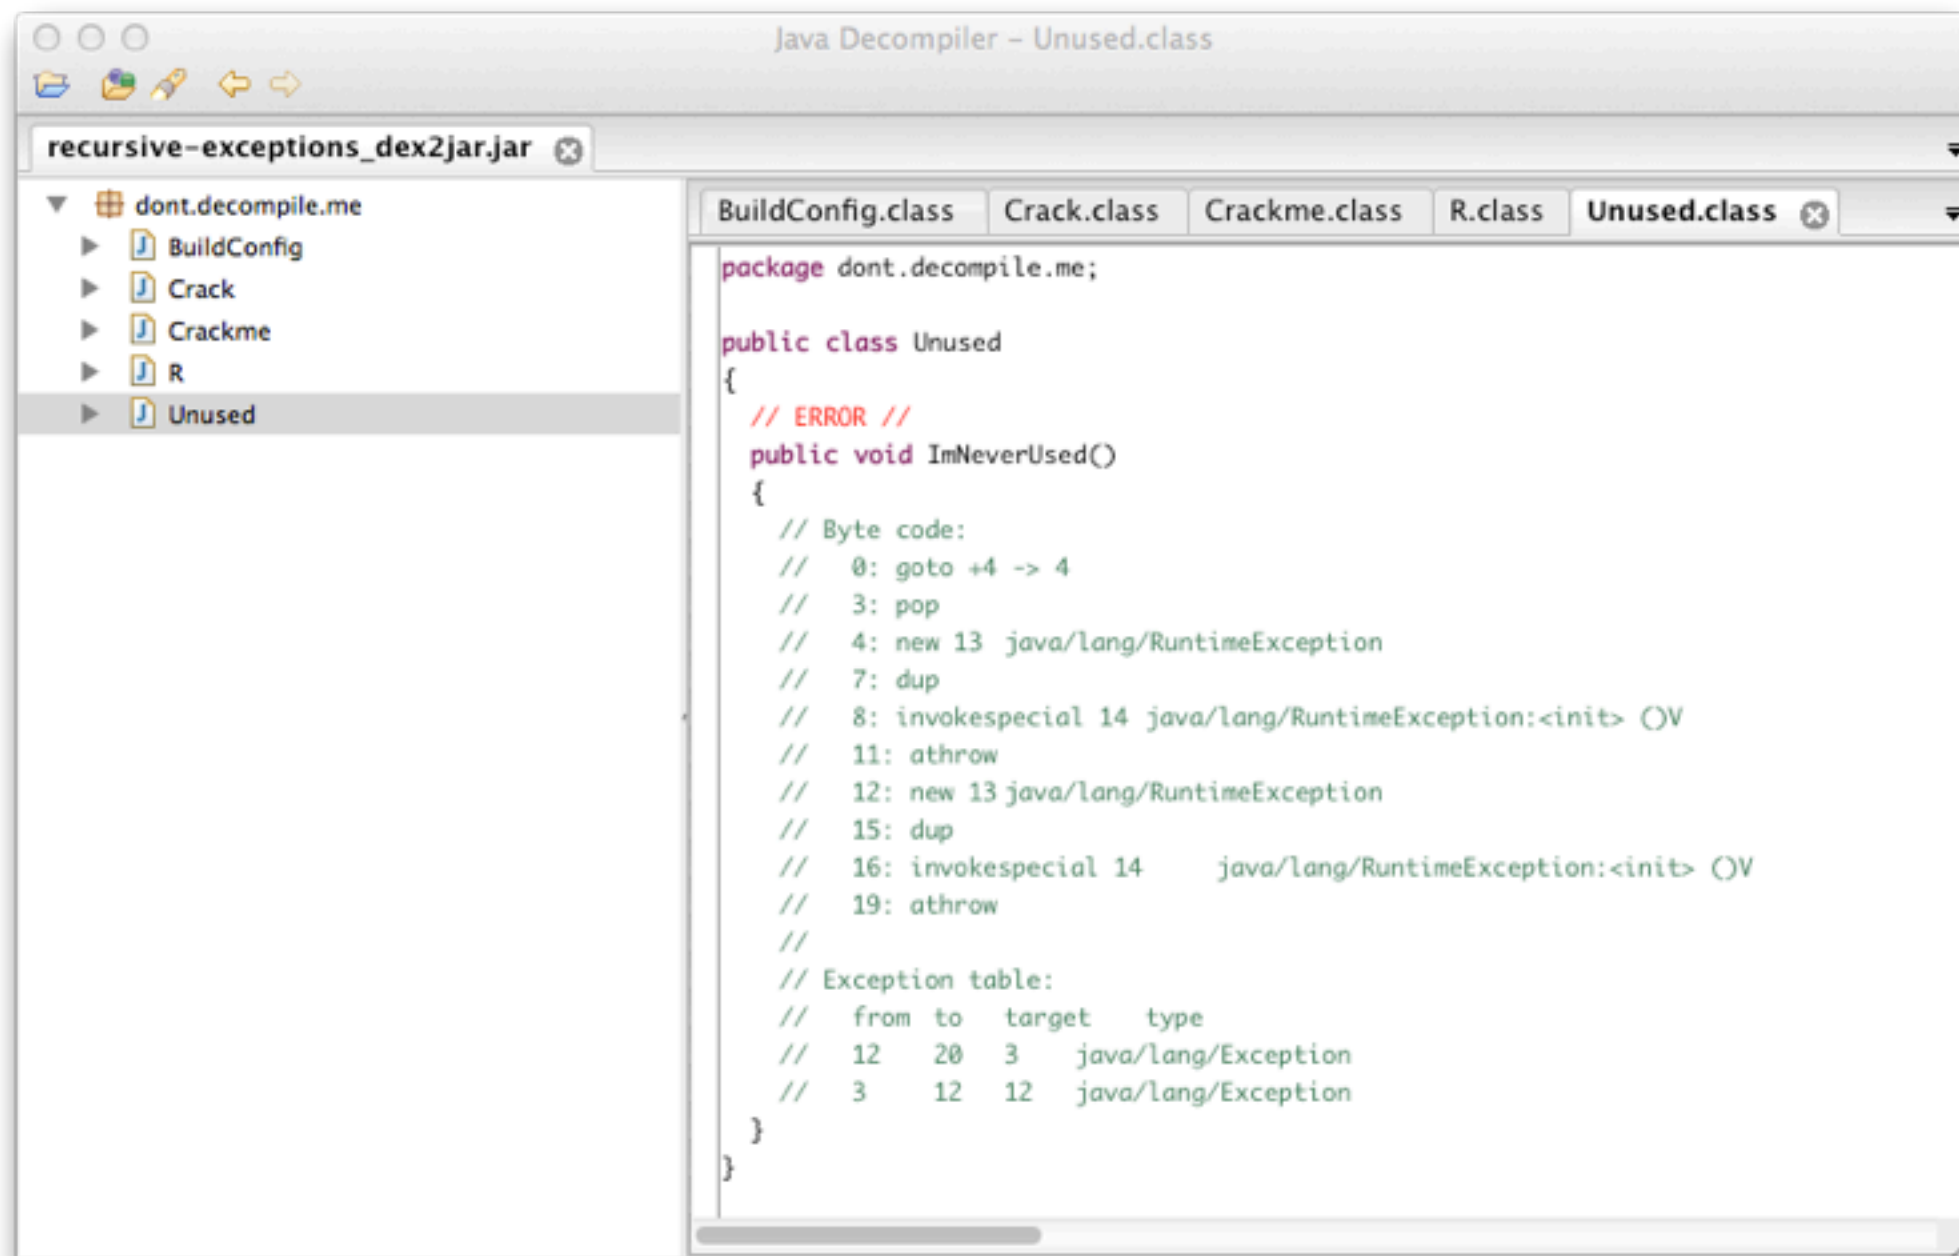 Java Decompiler – Unused.class
recursive-exceptions_dex2jar.jar
dont.decompile.me
BuildConfig
Crack
Crackme
R
Unused
BuildConfig.class Crack.class Crackme.class R.class Unused.class
package dont.decompile.me;
public class Unused
{
// ERROR //
public void ImNeverUsed()
{
// Byte code:
// 0: goto +4 -> 4
// 3: pop
// 4: new 13 java/lang/RuntimeException
// 7: dup
// 8: invokespecial 14 java/lang/RuntimeException:<init> ()V
// 11: athrow
// 12: new 13 java/lang/RuntimeException
// 15: dup
// 16: invokespecial 14 java/lang/RuntimeException:<init> ()V
// 19: athrow
//
// Exception table:
// from to target type
// 12 20 3 java/lang/Exception
// 3 12 12 java/lang/Exception
}
}